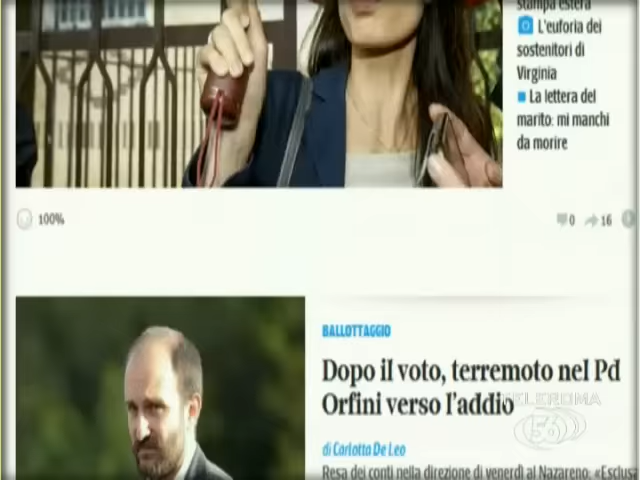 stampa estera
L'euforia dei
sostenitori di
Virginia
La lettera del
marito: mi manchi
da morire
100%
0
16
BALLOTTAGGIO
Dopo il voto, terremoto nel Pd
Orfini verso l'addio
TELEROMA
56
di Carlotta De Leo
Resa dei conti nella direzione di venerdì al Nazareno: «Esclusa